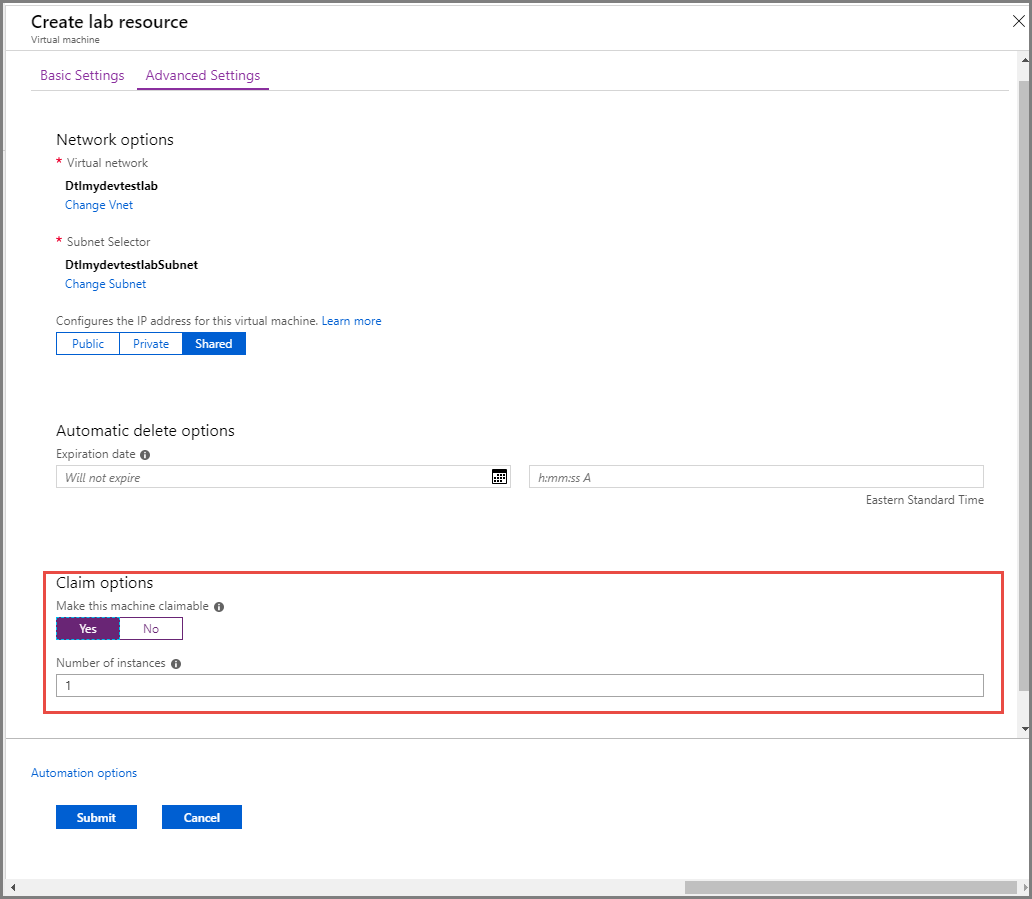 Create lab resource
Virtual machine
Basic Settings Advanced Settings
Network options
* Virtual network
Dtlmydevtestlab
Change Vnet
* Subnet Selector
DtlmydevtestlabSubnet
Change Subnet
Configures the IP address for this virtual machine. Learn more
Public Private Shared
Automatic delete options
Expiration date
Will not expire h:mm:ss A
Eastern Standard Time
Claim options
Make this machine claimable
Yes No
Number of instances
1
Automation options
Submit Cancel